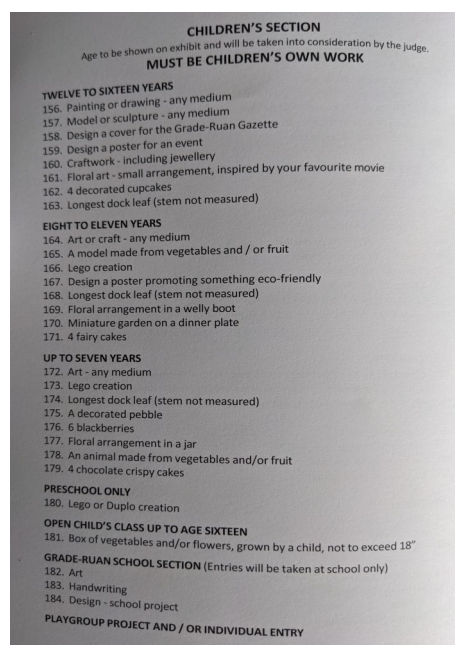 CHILDREN'S SECTION
Age to be shown on exhibit and will be taken into consideration by the judge.
MUST BE CHILDREN'S OWN WORK
TWELVE TO SIXTEEN YEARS
156. Painting or drawing - any medium
157. Model or sculpture - any medium
158. Design a cover for the Grade-Ruan Gazette
159. Design a poster for an event
160. Craftwork - including jewellery
161. Floral art - small arrangement, inspired by your favourite movie
162. 4 decorated cupcakes
163. Longest dock leaf (stem not measured)
EIGHT TO ELEVEN YEARS
164. Art or craft - any medium
165. A model made from vegetables and / or fruit
166. Lego creation
167. Design a poster promoting something eco-friendly
168. Longest dock leaf (stem not measured)
169. Floral arrangement in a welly boot
170. Miniature garden on a dinner plate
171. 4 fairy cakes
UP TO SEVEN YEARS
172. Art - any medium
173. Lego creation
174. Longest dock leaf (stem not measured)
175. A decorated pebble
176. 6 blackberries
177. Floral arrangement in a jar
178. An animal made from vegetables and/or fruit
179. 4 chocolate crispy cakes
PRESCHOOL ONLY
180. Lego or Duplo creation
OPEN CHILD'S CLASS UP TO AGE SIXTEEN
181. Box of vegetables and/or flowers, grown by a child, not to exceed 18"
GRADE-RUAN SCHOOL SECTION (Entries will be taken at school only)
182. Art
183. Handwriting
184. Design - school project
PLAYGROUP PROJECT AND / OR INDIVIDUAL ENTRY